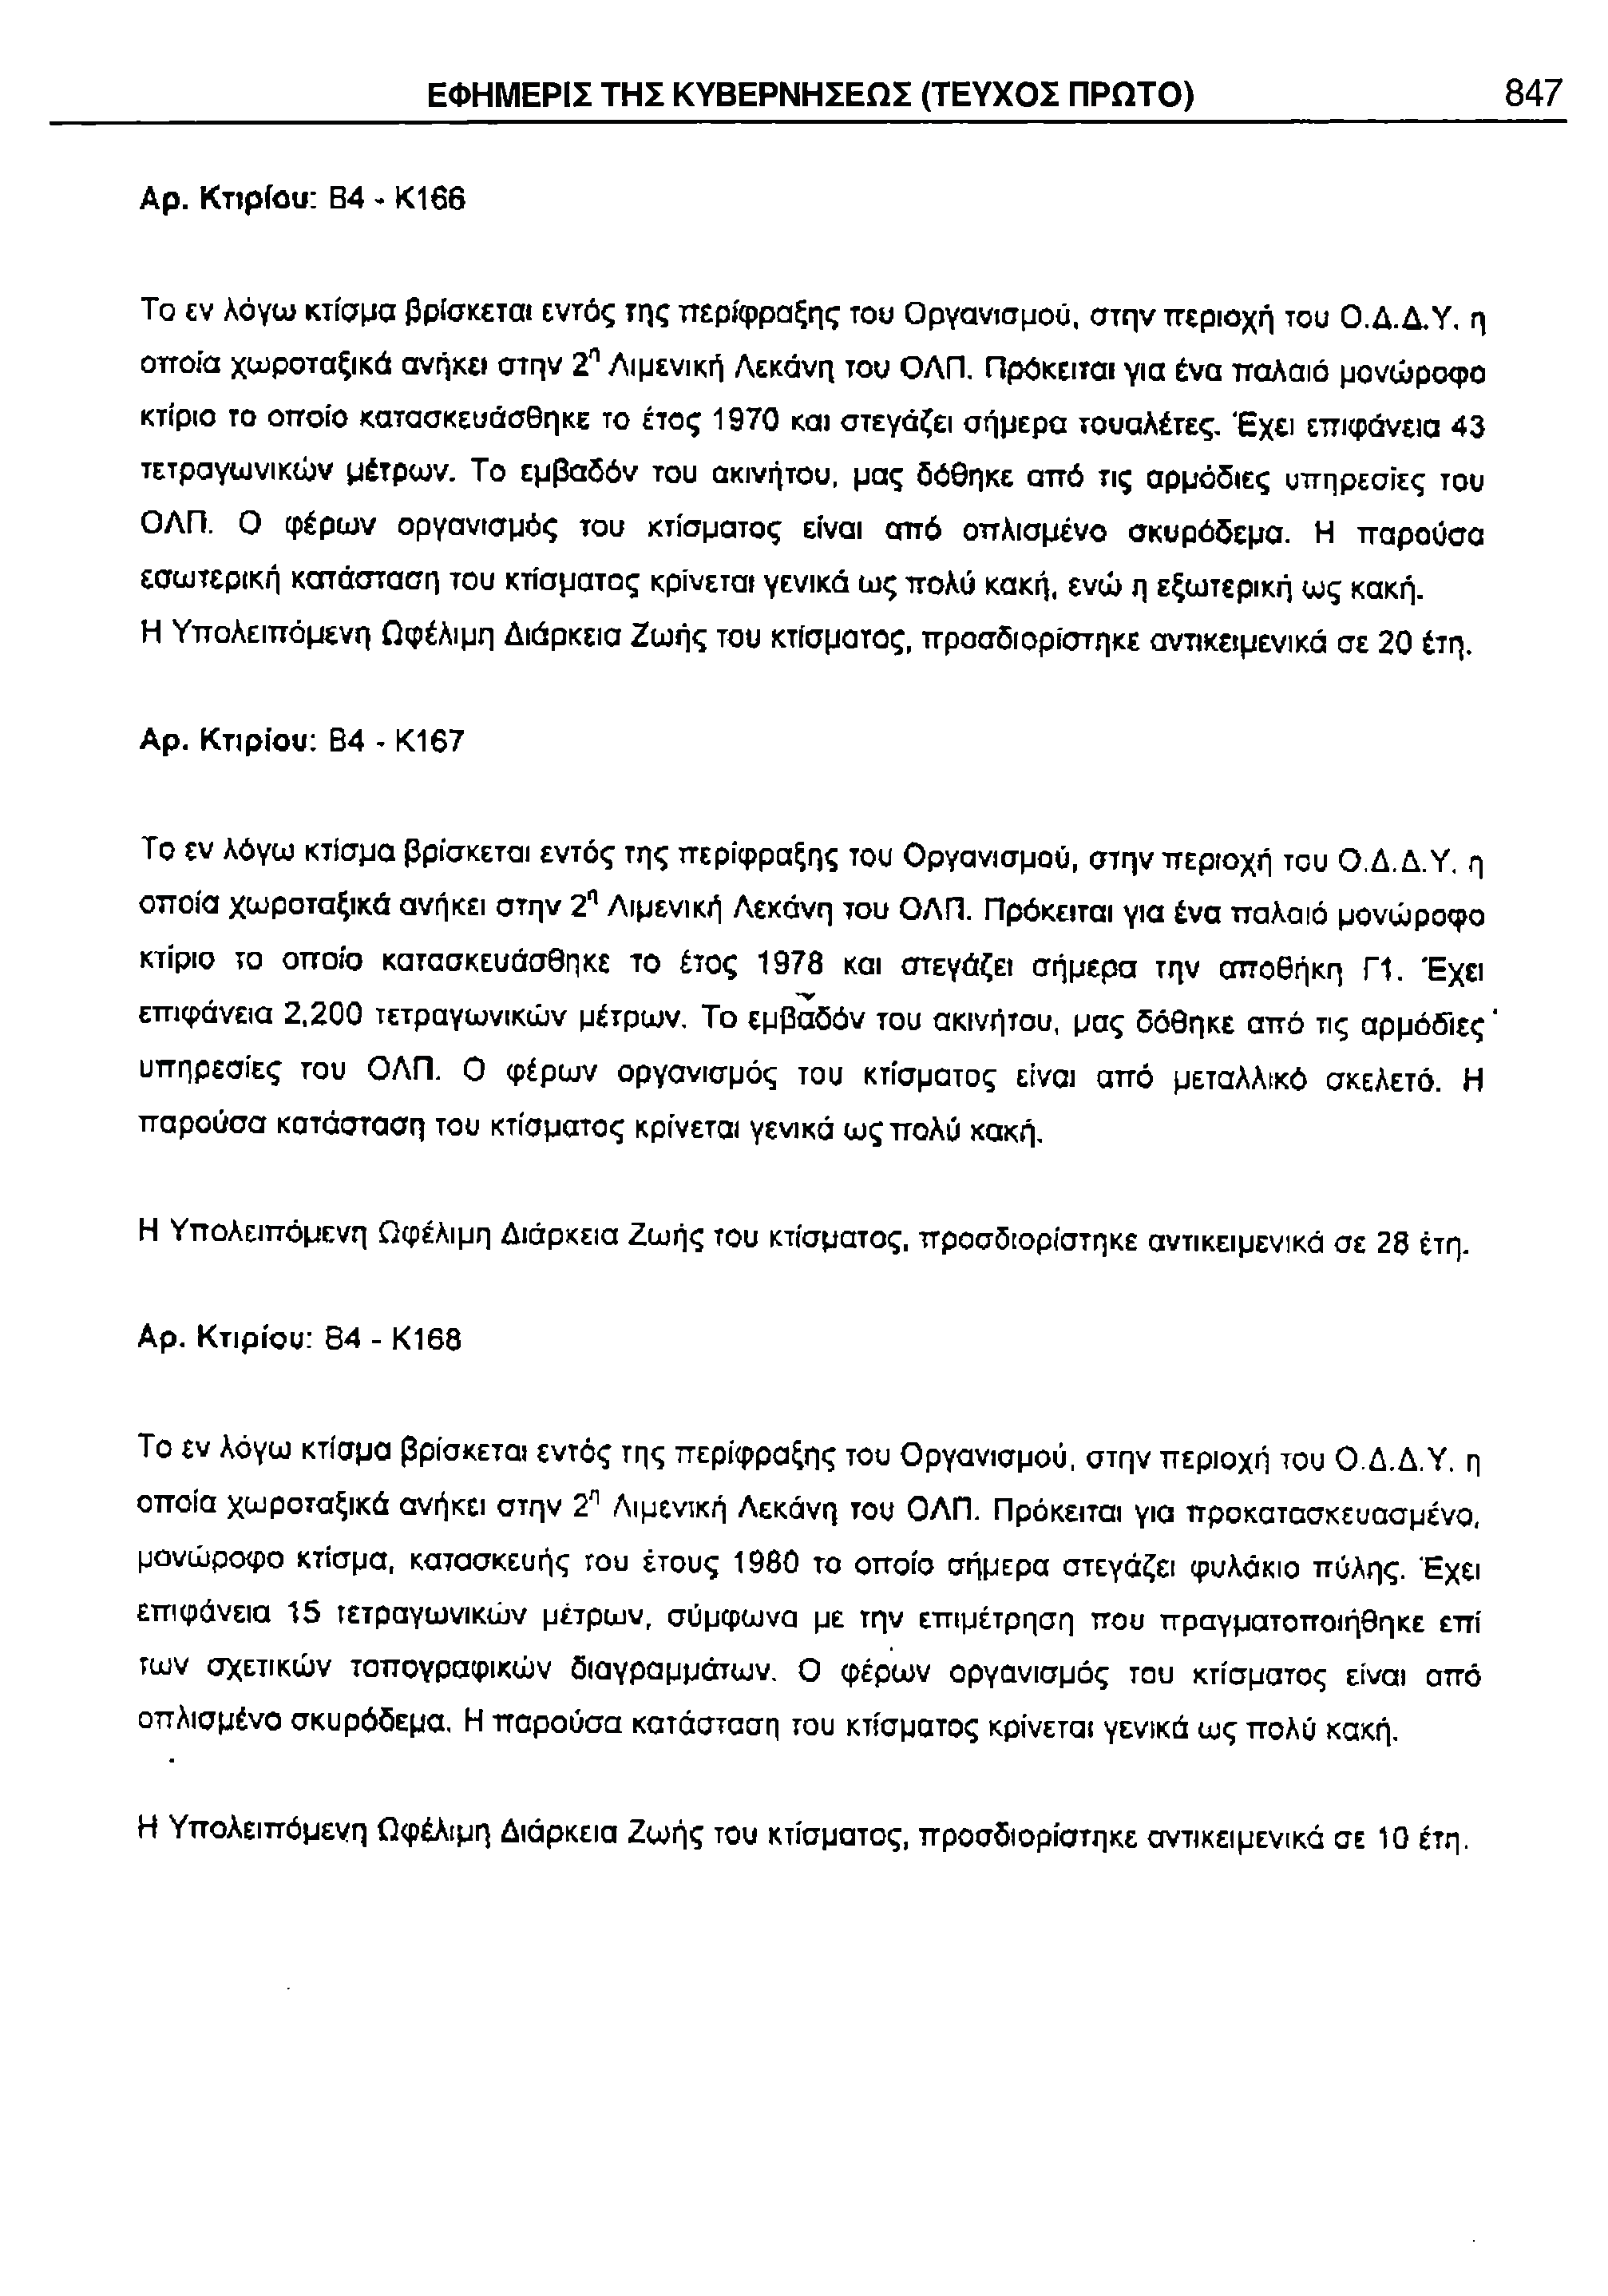 ΕΦΗΜΕΡΙΣ ΤΗΣ ΚΥΒΕΡΝΗΣΕΩΣ (ΤΕΥΧΟΣ ΠΡΩΤΟ) 847
Αρ. Κτιρίου: Β4 - Κ166
Το εν λόγω κτίσμα βρίσκεται εντός της περίφραξης του Οργανισμού, στην περιοχή του Ο.Δ.Δ.Υ. η
οποία χωροταξικά ανήκει στην 2η Λιμενική Λεκάνη του ΟΛΠ. Πρόκειται για ένα παλαιό μονώροφο
κτίριο το οποίο κατασκευάσθηκε το έτος 1970 και στεγάζει σήμερα τουαλέτες. Έχει επιφάνεια 43
τετραγωνικών μέτρων. Το εμβαδόν του ακινήτου, μας δόθηκε από τις αρμόδιες υπηρεσίες του
ΟΛΠ. Ο φέρων οργανισμός του κτίσματος είναι από οπλισμένο σκυρόδεμα. Η παρούσα
εσωτερική κατάσταση του κτίσματος κρίνεται γενικά ως πολύ κακή, ενώ η εξωτερική ως κακή.
Η Υπολειπόμενη Ωφέλιμη Διάρκεια Ζωής του κτίσματος, προσδιορίστηκε αντικειμενικά σε 20 έτη.
Αρ. Κτιρίου: Β4 - Κ167
Το εν λόγω κτίσμα βρίσκεται εντός της περίφραξης του Οργανισμού, στην περιοχή του Ο.Δ.Δ.Υ. η
οποία χωροταξικά ανήκει στην 2η Λιμενική Λεκάνη του ΟΛΠ. Πρόκειται για ένα παλαιό μονώροφο
κτίριο το οποίο κατασκευάσθηκε το έτος 1978 και στεγάζει σήμερα την αποθήκη Γ1. Έχει
επιφάνεια 2,200 τετραγωνικών μέτρων. Το εμβαδόν του ακινήτου, μας δόθηκε από τις αρμόδιες
υπηρεσίες του ΟΛΠ. Ο φέρων οργανισμός του κτίσματος είναι από μεταλλικό σκελετό. Η
παρούσα κατάσταση του κτίσματος κρίνεται γενικά ως πολύ κακή.
Η Υπολειπόμενη Ωφέλιμη Διάρκεια Ζωής του κτίσματος, προσδιορίστηκε αντικειμενικά σε 28 έτη.
Αρ. Κτιρίου: Β4 - Κ168
Το εν λόγω κτίσμα βρίσκεται εντός της περίφραξης του Οργανισμού, στην περιοχή του Ο.Δ.Δ.Υ. η
οποία χωροταξικά ανήκει στην 2η Λιμενική Λεκάνη του ΟΛΠ. Πρόκειται για προκατασκευασμένο,
μονώροφο κτίσμα, κατασκευής του έτους 1980 το οποίο σήμερα στεγάζει φυλάκιο πύλης. Έχει
επιφάνεια 15 τετραγωνικών μέτρων, σύμφωνα με την επιμέτρηση που πραγματοποιήθηκε επί
των σχετικών τοπογραφικών διαγραμμάτων. Ο φέρων οργανισμός του κτίσματος είναι από
οπλισμένο σκυρόδεμα. Η παρούσα κατάσταση του κτίσματος κρίνεται γενικά ως πολύ κακή.
Η Υπολειπόμενη Ωφέλιμη Διάρκεια Ζωής του κτίσματος, προσδιορίστηκε αντικειμενικά σε 10 έτη.